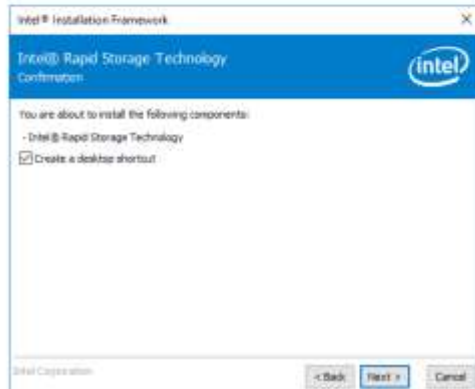 Intel® Installation Framework
Intel® Rapid Storage Technology
Confirmation
intel
You are about to install the following components:
- Intel® Rapid Storage Technology
Create a desktop shortcut
Intel Corporation
< Back
Next >
Cancel